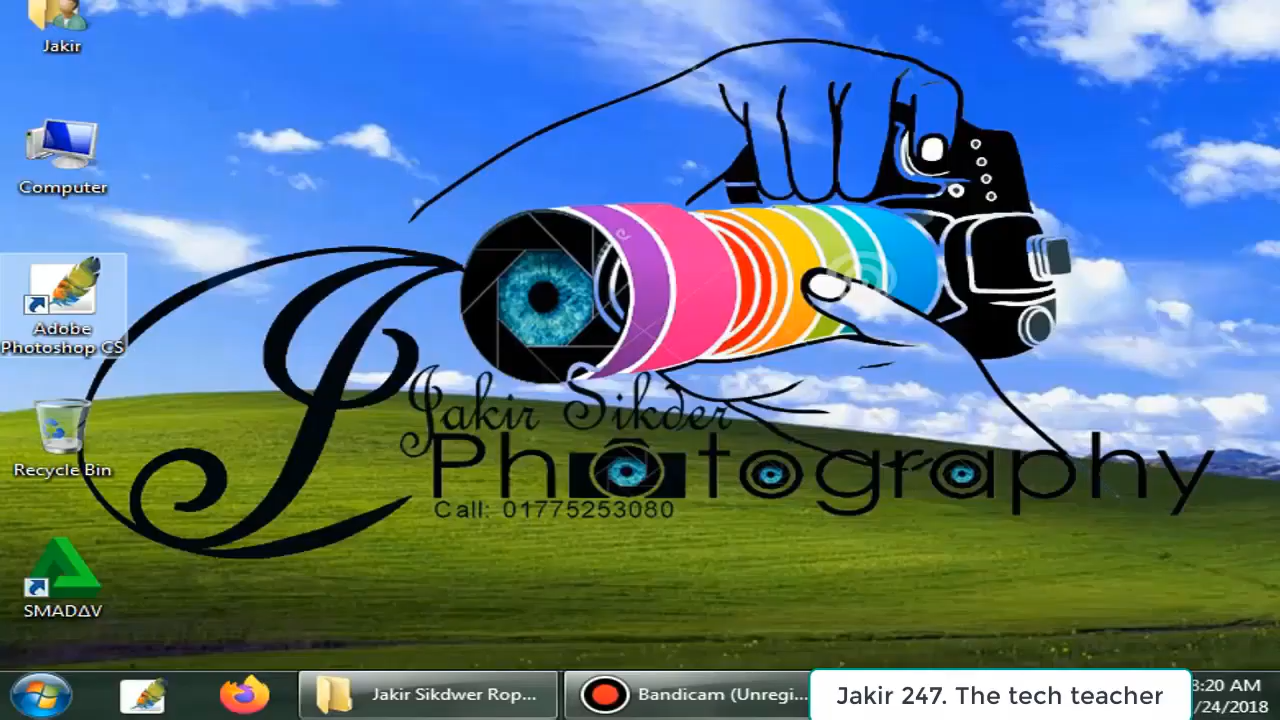 Jakir
Computer
Adobe
Photoshop CS
Recycle Bin
SMADΔV
Jakir Sikder
Photography
Call: 01775253080
Jakir Sikdwer Rop...
Bandicam (Unregi...
Jakir 247. The tech teacher
3:20 AM
/24/2018